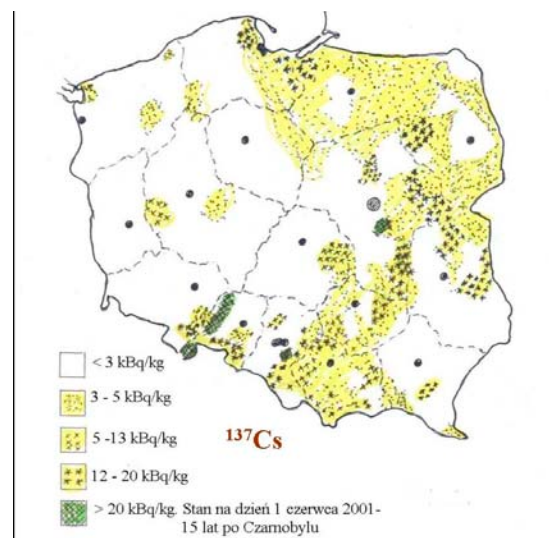 < 3 kBq/kg
3 - 5 kBq/kg
5 -13 kBq/kg
¹³⁷Cs
12 - 20 kBq/kg
> 20 kBq/kg. Stan na dzień 1 czerwca 2001-
15 lat po Czarnobylu